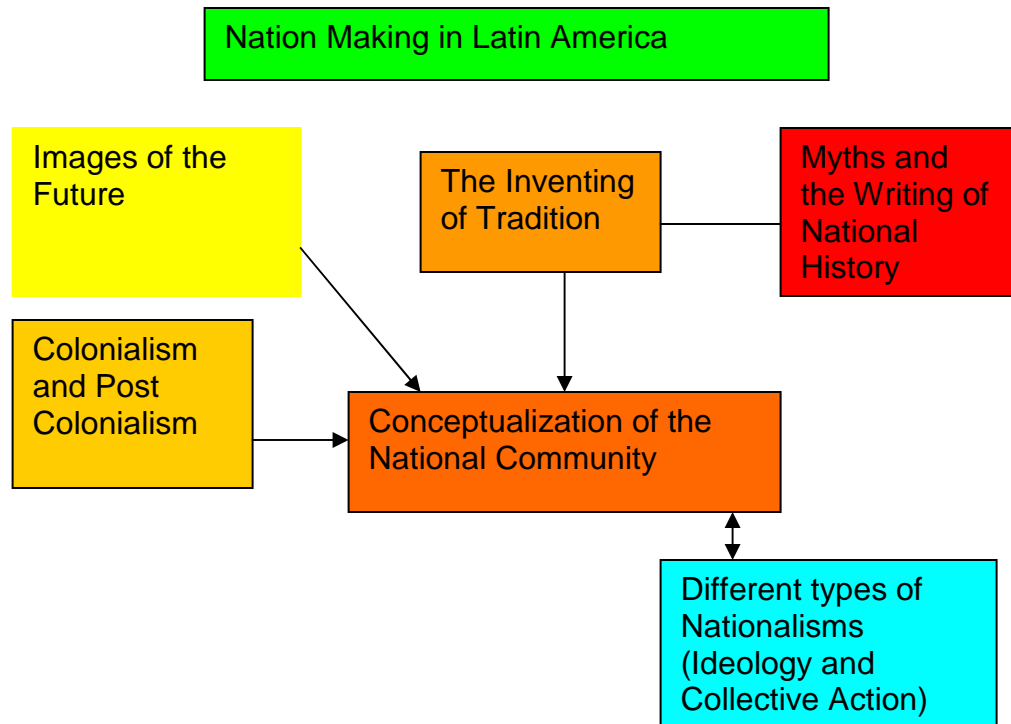 Nation Making in Latin America
Images of the
Future
The Inventing
of Tradition
Myths and
the Writing of
National
History
Colonialism
and Post
Colonialism
Conceptualization of the
National Community
Different types of
Nationalisms
(Ideology and
Collective Action)